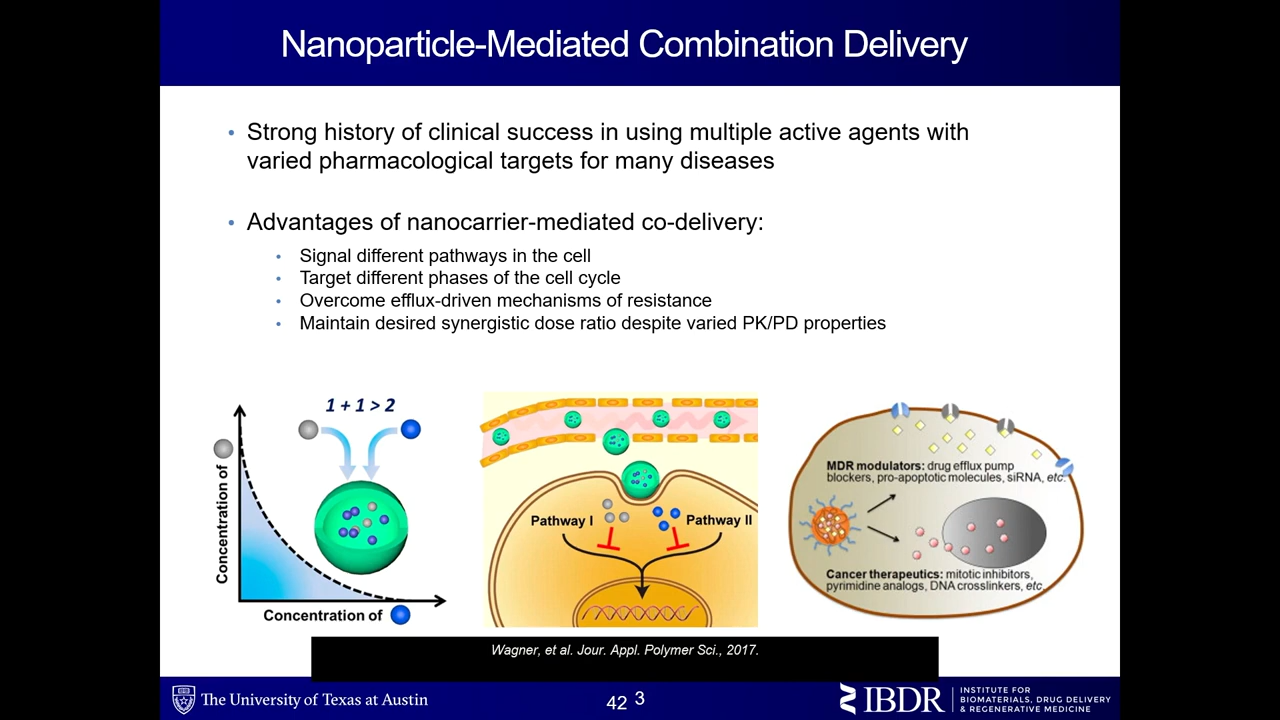 Nanoparticle-Mediated Combination Delivery
• Strong history of clinical success in using multiple active agents with
varied pharmacological targets for many diseases
• Advantages of nanocarrier-mediated co-delivery:
• Signal different pathways in the cell
• Target different phases of the cell cycle
• Overcome efflux-driven mechanisms of resistance
• Maintain desired synergistic dose ratio despite varied PK/PD properties
1 + 1 > 2
Concentration of
Concentration of
Pathway I
Pathway II
MDR modulators: drug efflux pump
blockers, pro-apoptotic molecules, siRNA, etc.
Cancer therapeutics: mitotic inhibitors,
pyrimidine analogs, DNA crosslinkers, etc.
Wagner, et al. Jour. Appl. Polymer Sci., 2017.
The University of Texas at Austin
42 3
IBDR
INSTITUTE FOR
BIOMATERIALS, DRUG DELIVERY
& REGENERATIVE MEDICINE